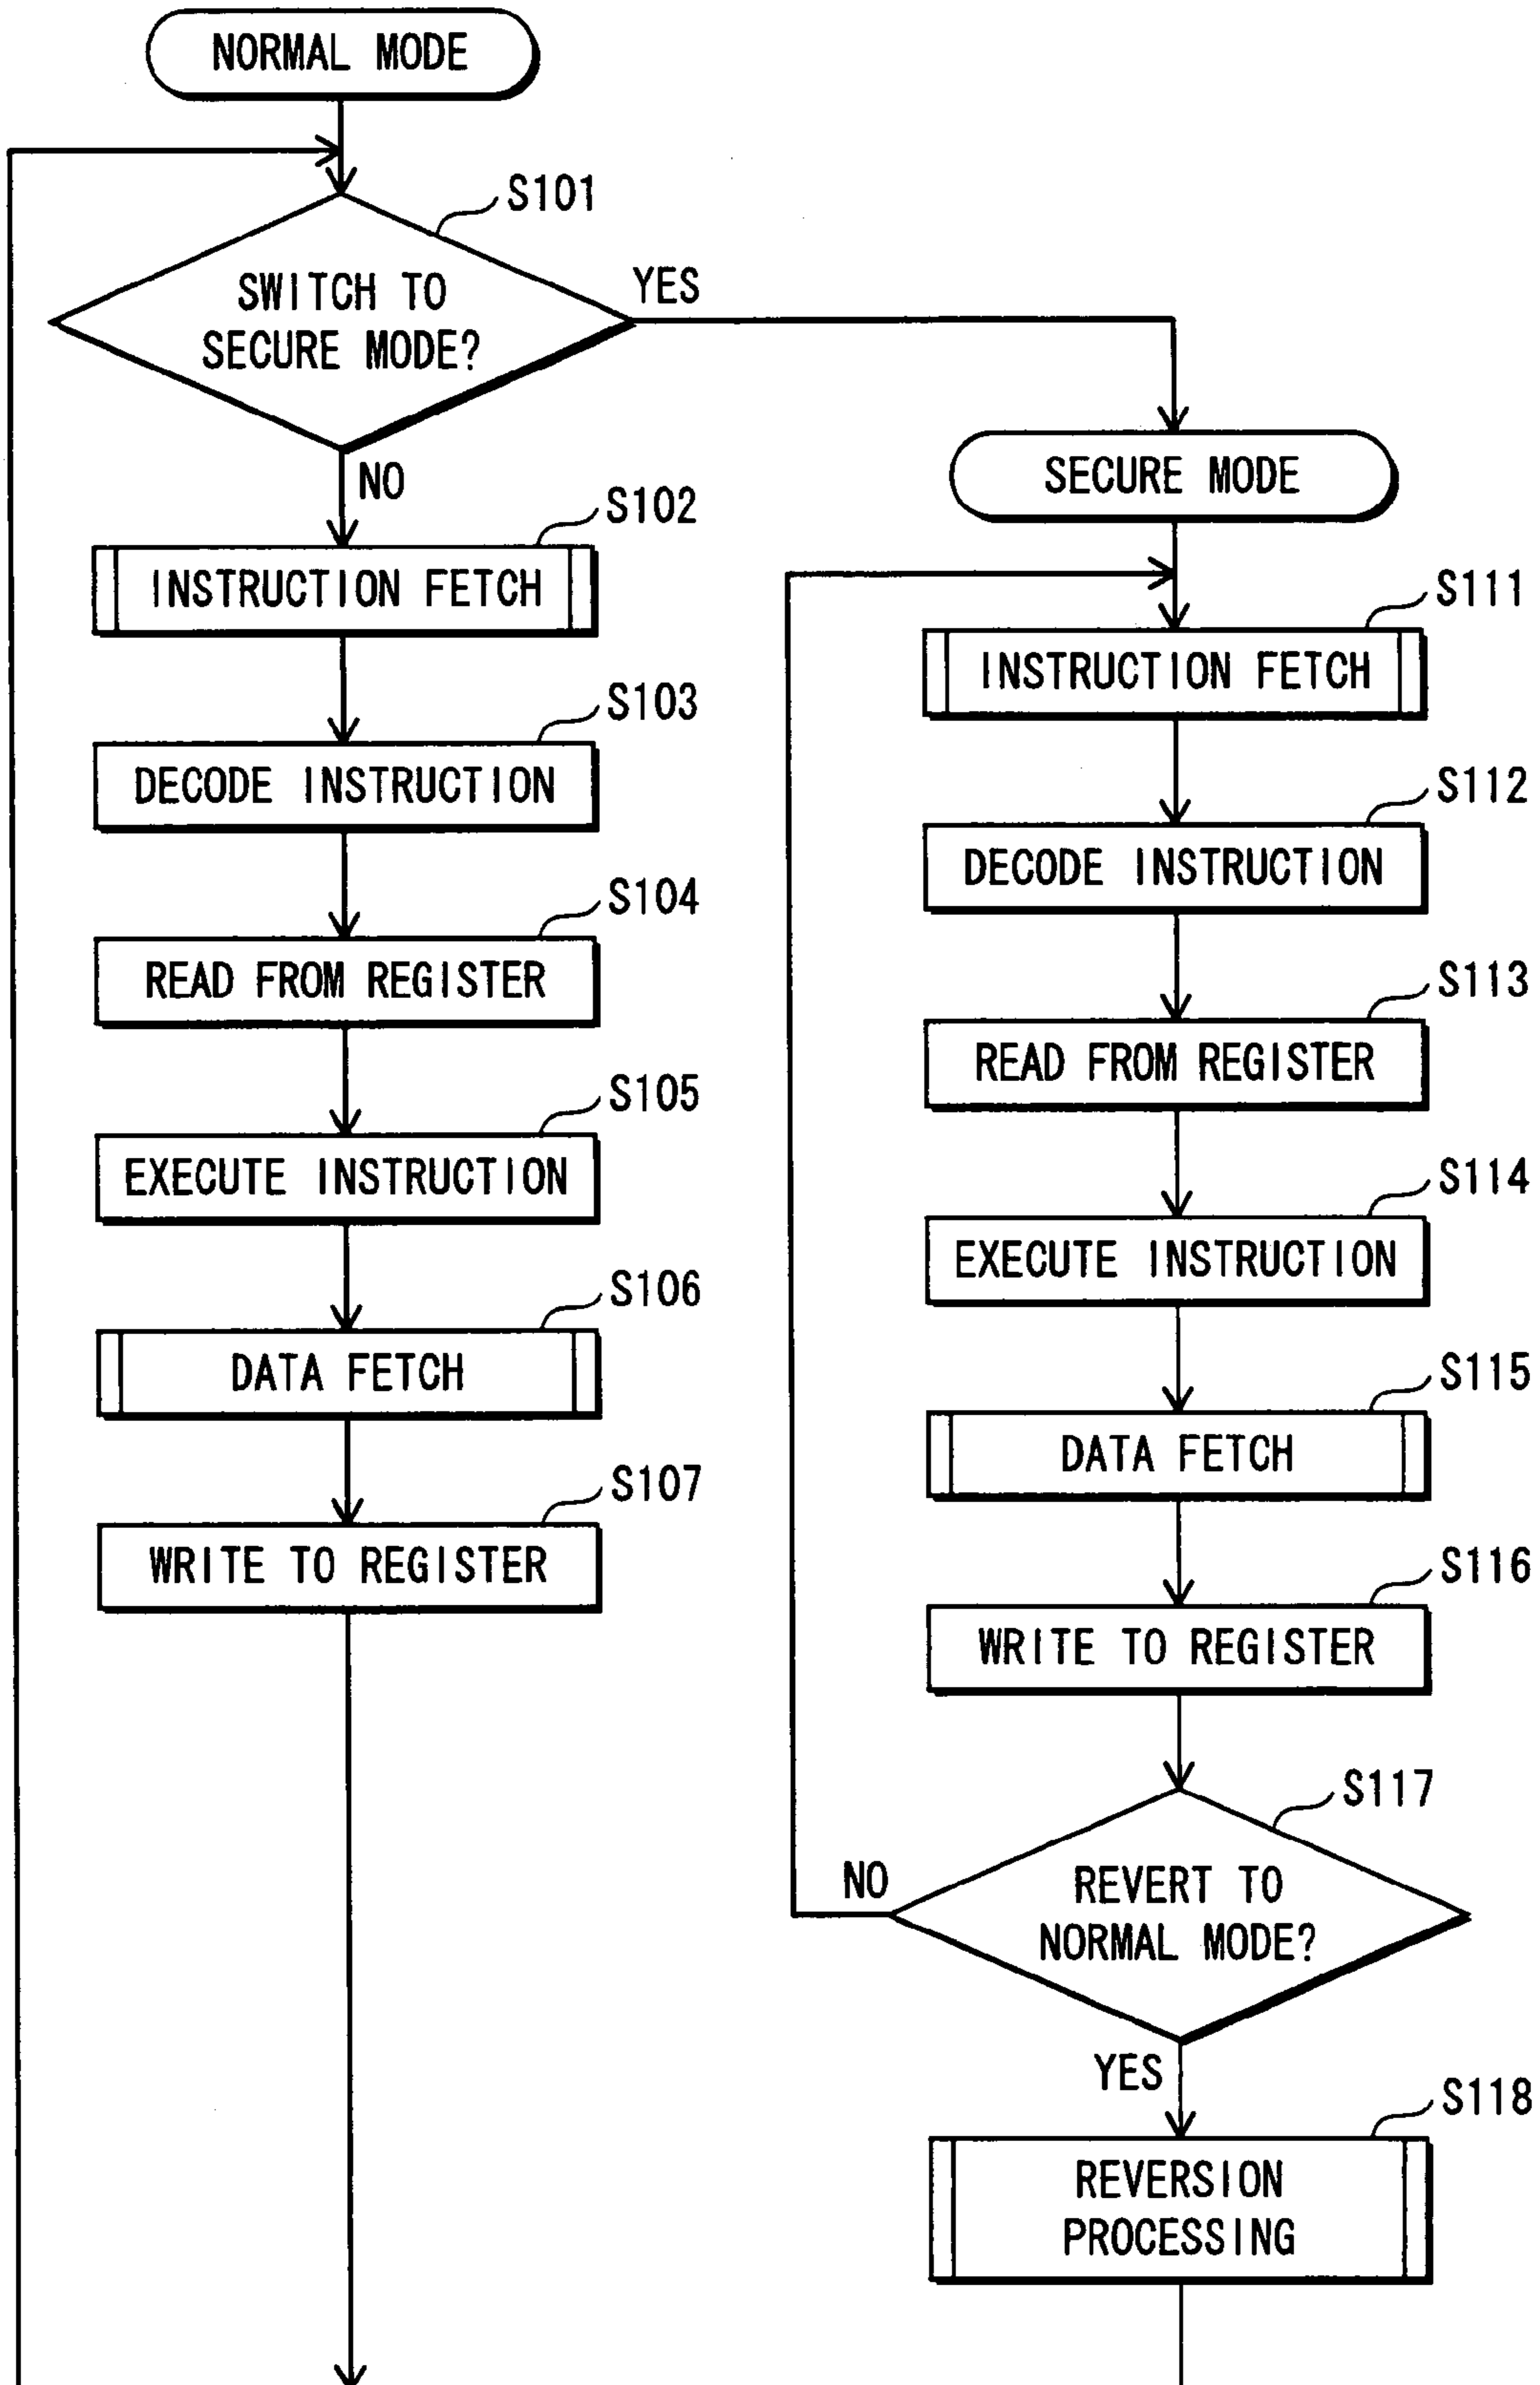 NORMAL MODE
S101
SWITCH TO
SECURE MODE?
YES
NO
S102
INSTRUCTION FETCH
S103
DECODE INSTRUCTION
S104
READ FROM REGISTER
S105
EXECUTE INSTRUCTION
S106
DATA FETCH
S107
WRITE TO REGISTER
SECURE MODE
S111
INSTRUCTION FETCH
S112
DECODE INSTRUCTION
S113
READ FROM REGISTER
S114
EXECUTE INSTRUCTION
S115
DATA FETCH
S116
WRITE TO REGISTER
S117
REVERT TO
NORMAL MODE?
NO
YES
S118
REVERSION
PROCESSING